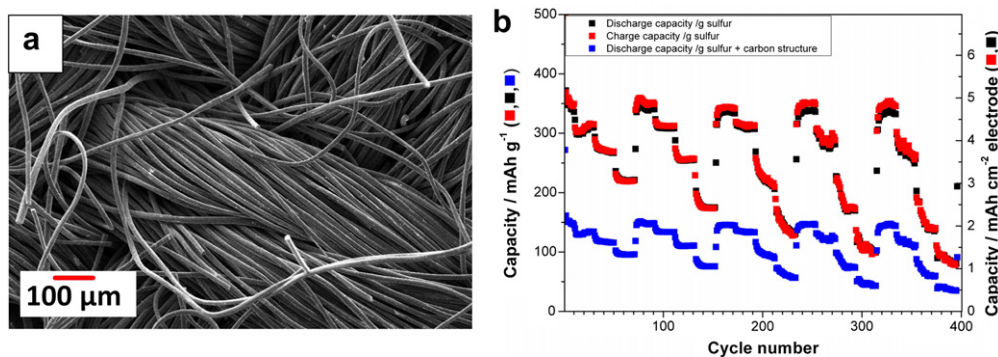 a
100 µm
b
Discharge capacity /g sulfur
Charge capacity /g sulfur
Discharge capacity /g sulfur + carbon structure
Capacity / mAh g⁻¹ (■,■,■)
500
400
300
200
100
0
100
200
300
400
Cycle number
6
5
4
3
2
1
0
Capacity / mAh cm⁻² electrode (■,■)